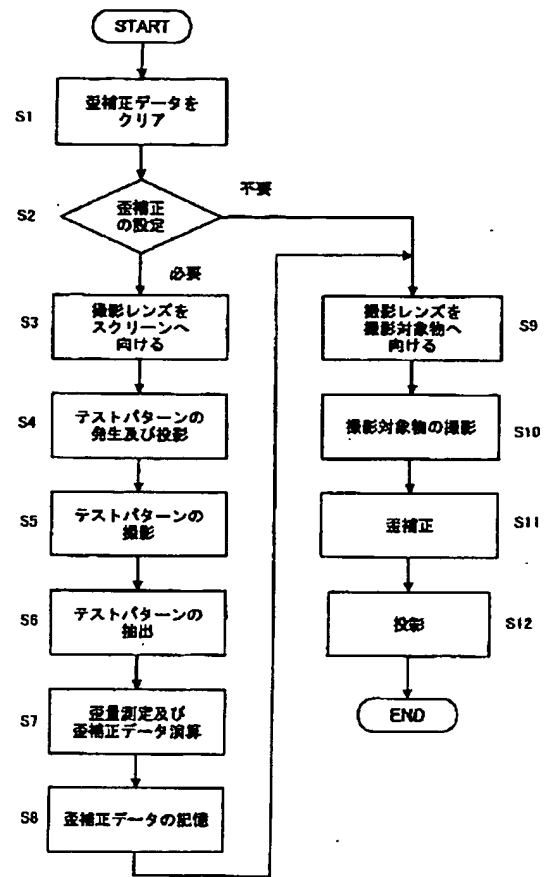 START
S1
歪補正データを
クリア
S2
歪補正
の設定
不要
必要
S3
撮影レンズを
スクリーンへ
向ける
S4
テストパターンの
発生及び投影
S5
テストパターンの
撮影
S6
テストパターンの
抽出
S7
歪量測定及び
歪補正データ演算
S8
歪補正データの記憶
撮影レンズを
撮影対象物へ
向ける
S9
撮影対象物の撮影
S10
歪補正
S11
投影
S12
END